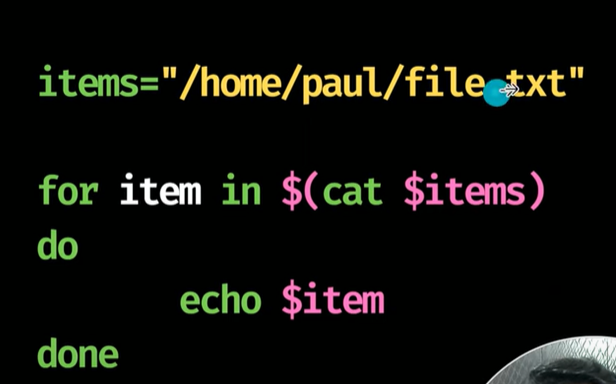 items="/home/paul/file.txt"
for item in $(cat $items)
do
echo $item
done